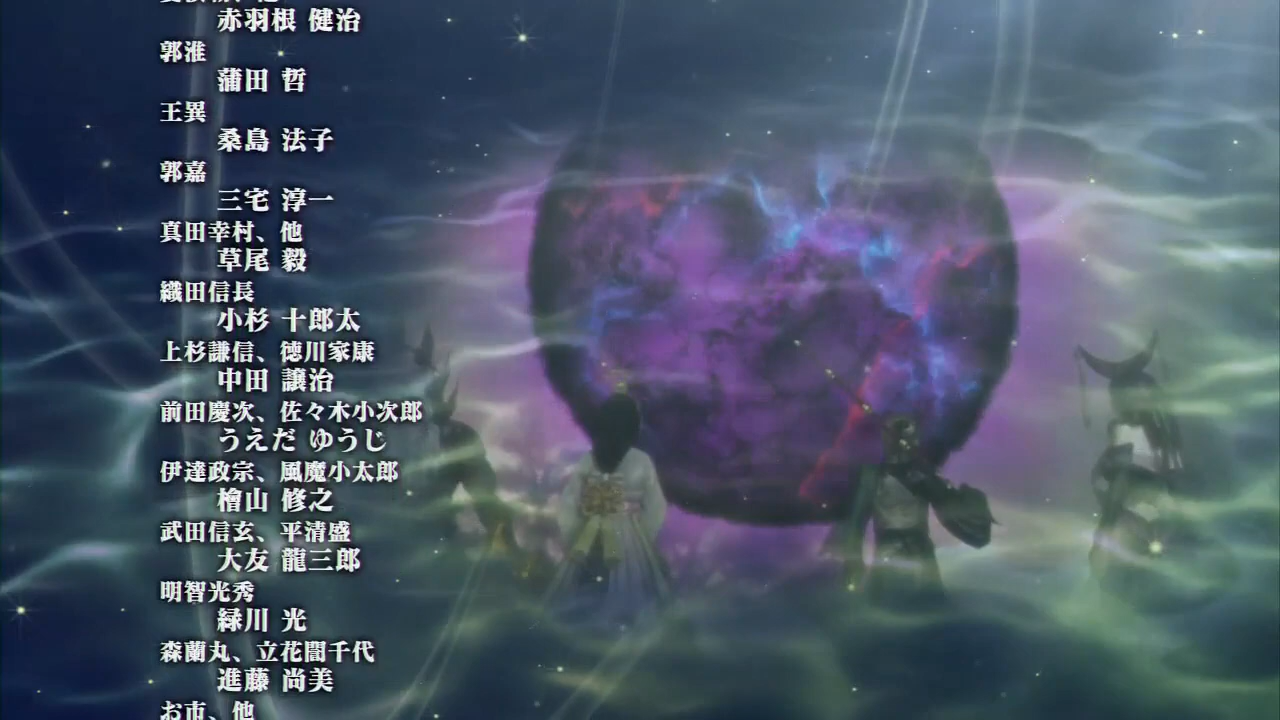 赤羽根 健治
郭淮
蒲田 哲
王異
桑島 法子
郭嘉
三宅 淳一
真田幸村、他
草尾 毅
織田信長
小杉 十郎太
上杉謙信、徳川家康
中田 譲治
前田慶次、佐々木小次郎
うえだ ゆうじ
伊達政宗、風魔小太郎
檜山 修之
武田信玄、平清盛
大友 龍三郎
明智光秀
緑川 光
森蘭丸、立花誾千代
進藤 尚美
お市、他